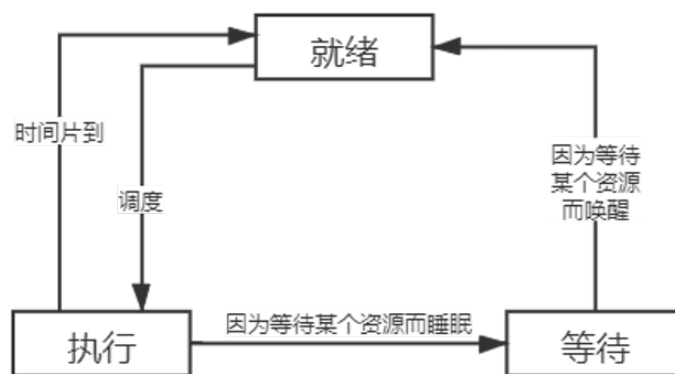 就绪
时间片到
调度
因为等待
某个资源
而唤醒
执行
因为等待某个资源而睡眠
等待